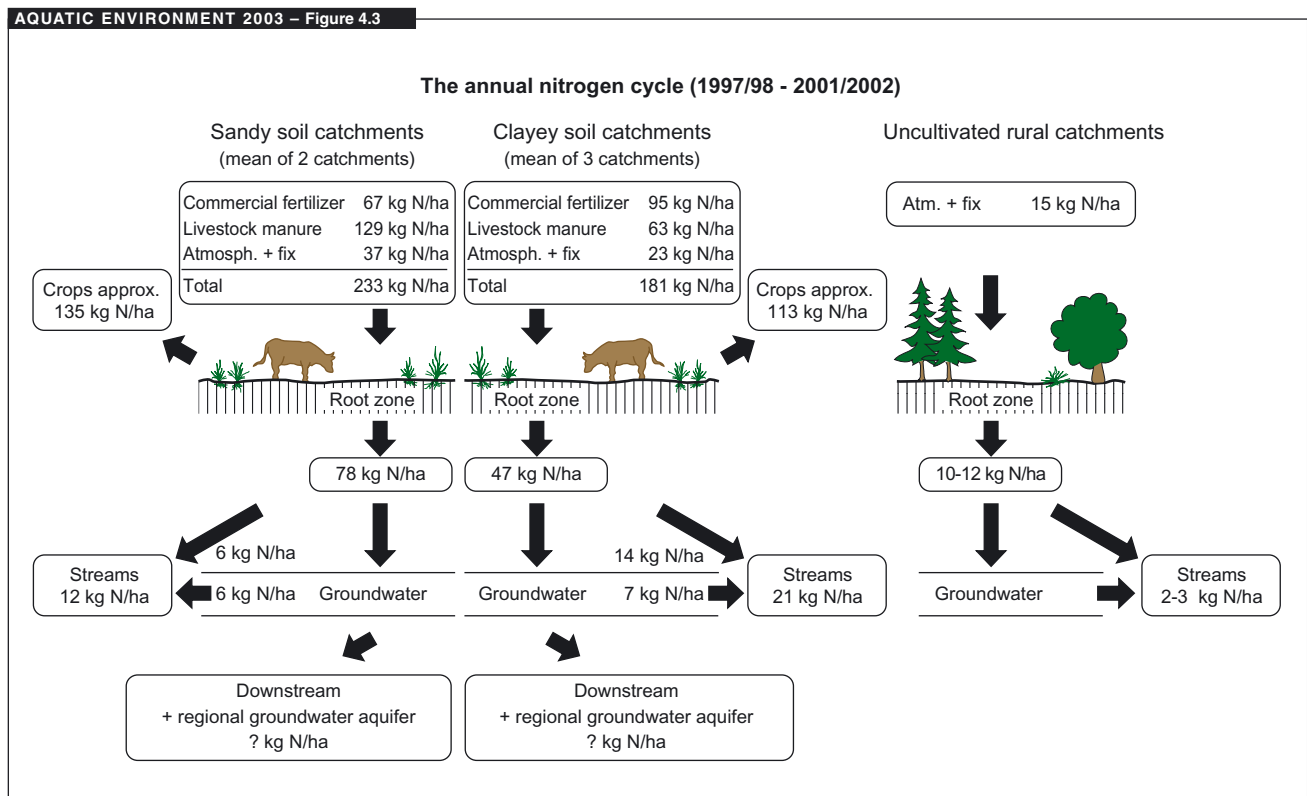 AQUATIC ENVIRONMENT 2003 – Figure 4.3
The annual nitrogen cycle (1997/98 - 2001/2002)
Sandy soil catchments
(mean of 2 catchments)
Commercial fertilizer 67 kg N/ha
Livestock manure 129 kg N/ha
Atmosph. + fix 37 kg N/ha
Total 233 kg N/ha
Crops approx.
135 kg N/ha
Root zone
78 kg N/ha
6 kg N/ha
Streams
12 kg N/ha
6 kg N/ha Groundwater
Downstream
+ regional groundwater aquifer
? kg N/ha
Clayey soil catchments
(mean of 3 catchments)
Commercial fertilizer 95 kg N/ha
Livestock manure 63 kg N/ha
Atmosph. + fix 23 kg N/ha
Total 181 kg N/ha
Crops approx.
113 kg N/ha
Root zone
47 kg N/ha
14 kg N/ha
Groundwater 7 kg N/ha
Streams
21 kg N/ha
Downstream
+ regional groundwater aquifer
? kg N/ha
Uncultivated rural catchments
Atm. + fix 15 kg N/ha
Root zone
10-12 kg N/ha
Groundwater
Streams
2-3 kg N/ha